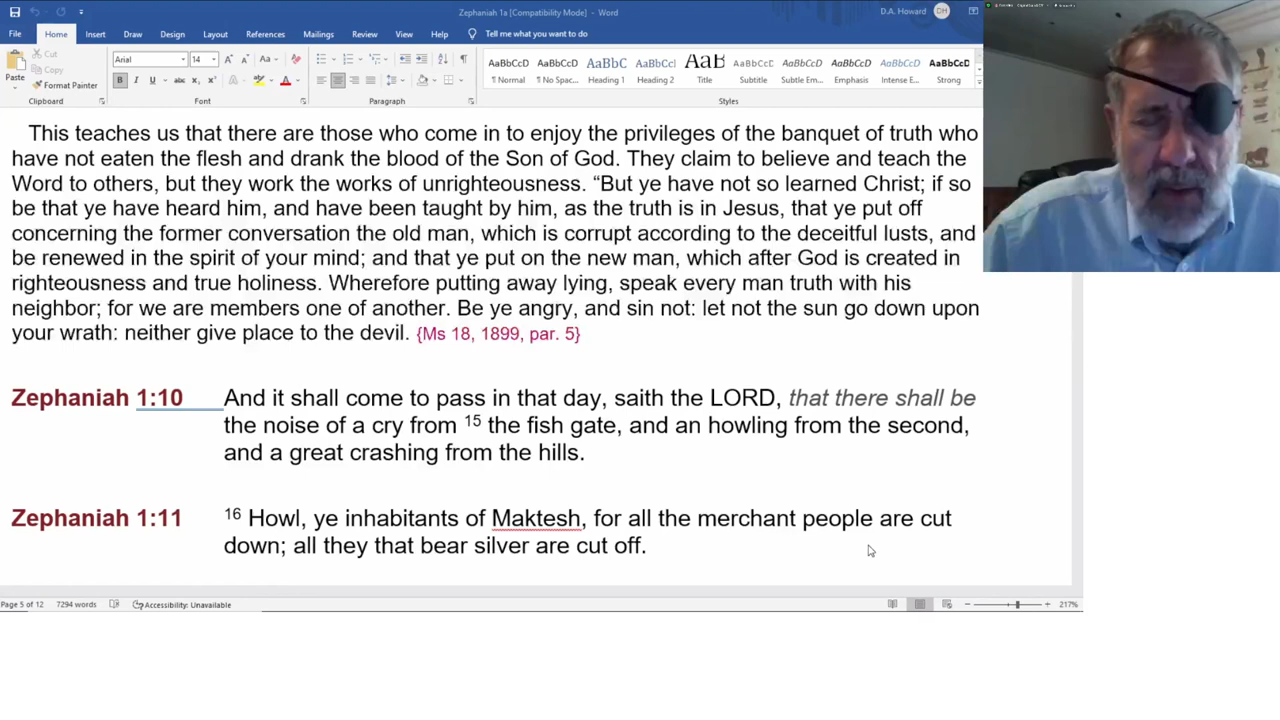 Zephaniah 1a [Compatibility Mode] - Word
D.A. Howard DH
File Home Insert Draw Design Layout References Mailings Review View Help Tell me what you want to do
Cut
Copy
Format Painter
Paste
Clipboard
Arial 14
Font
Paragraph
AaBbCcD AaBbCcD AaBbC AaBbCc AaB AaBbCcD AaBbCcD AaBbCcD AaBbCcD AaBbCcD
¶ Normal ¶ No Spac... Heading 1 Heading 2 Title Subtitle Subtle Em... Emphasis Intense E... Strong
Styles
This teaches us that there are those who come in to enjoy the privileges of the banquet of truth who
have not eaten the flesh and drank the blood of the Son of God. They claim to believe and teach the
Word to others, but they work the works of unrighteousness. “But ye have not so learned Christ; if so
be that ye have heard him, and have been taught by him, as the truth is in Jesus, that ye put off
concerning the former conversation the old man, which is corrupt according to the deceitful lusts, and
be renewed in the spirit of your mind; and that ye put on the new man, which after God is created in
righteousness and true holiness. Wherefore putting away lying, speak every man truth with his
neighbor; for we are members one of another. Be ye angry, and sin not: let not the sun go down upon
your wrath: neither give place to the devil. {Ms 18, 1899, par. 5}
Zephaniah 1:10 And it shall come to pass in that day, saith the LORD, that there shall be
the noise of a cry from 15 the fish gate, and an howling from the second,
and a great crashing from the hills.
Zephaniah 1:11 16 Howl, ye inhabitants of Maktesh, for all the merchant people are cut
down; all they that bear silver are cut off.
Page 5 of 12 7294 words Accessibility: Unavailable 217%